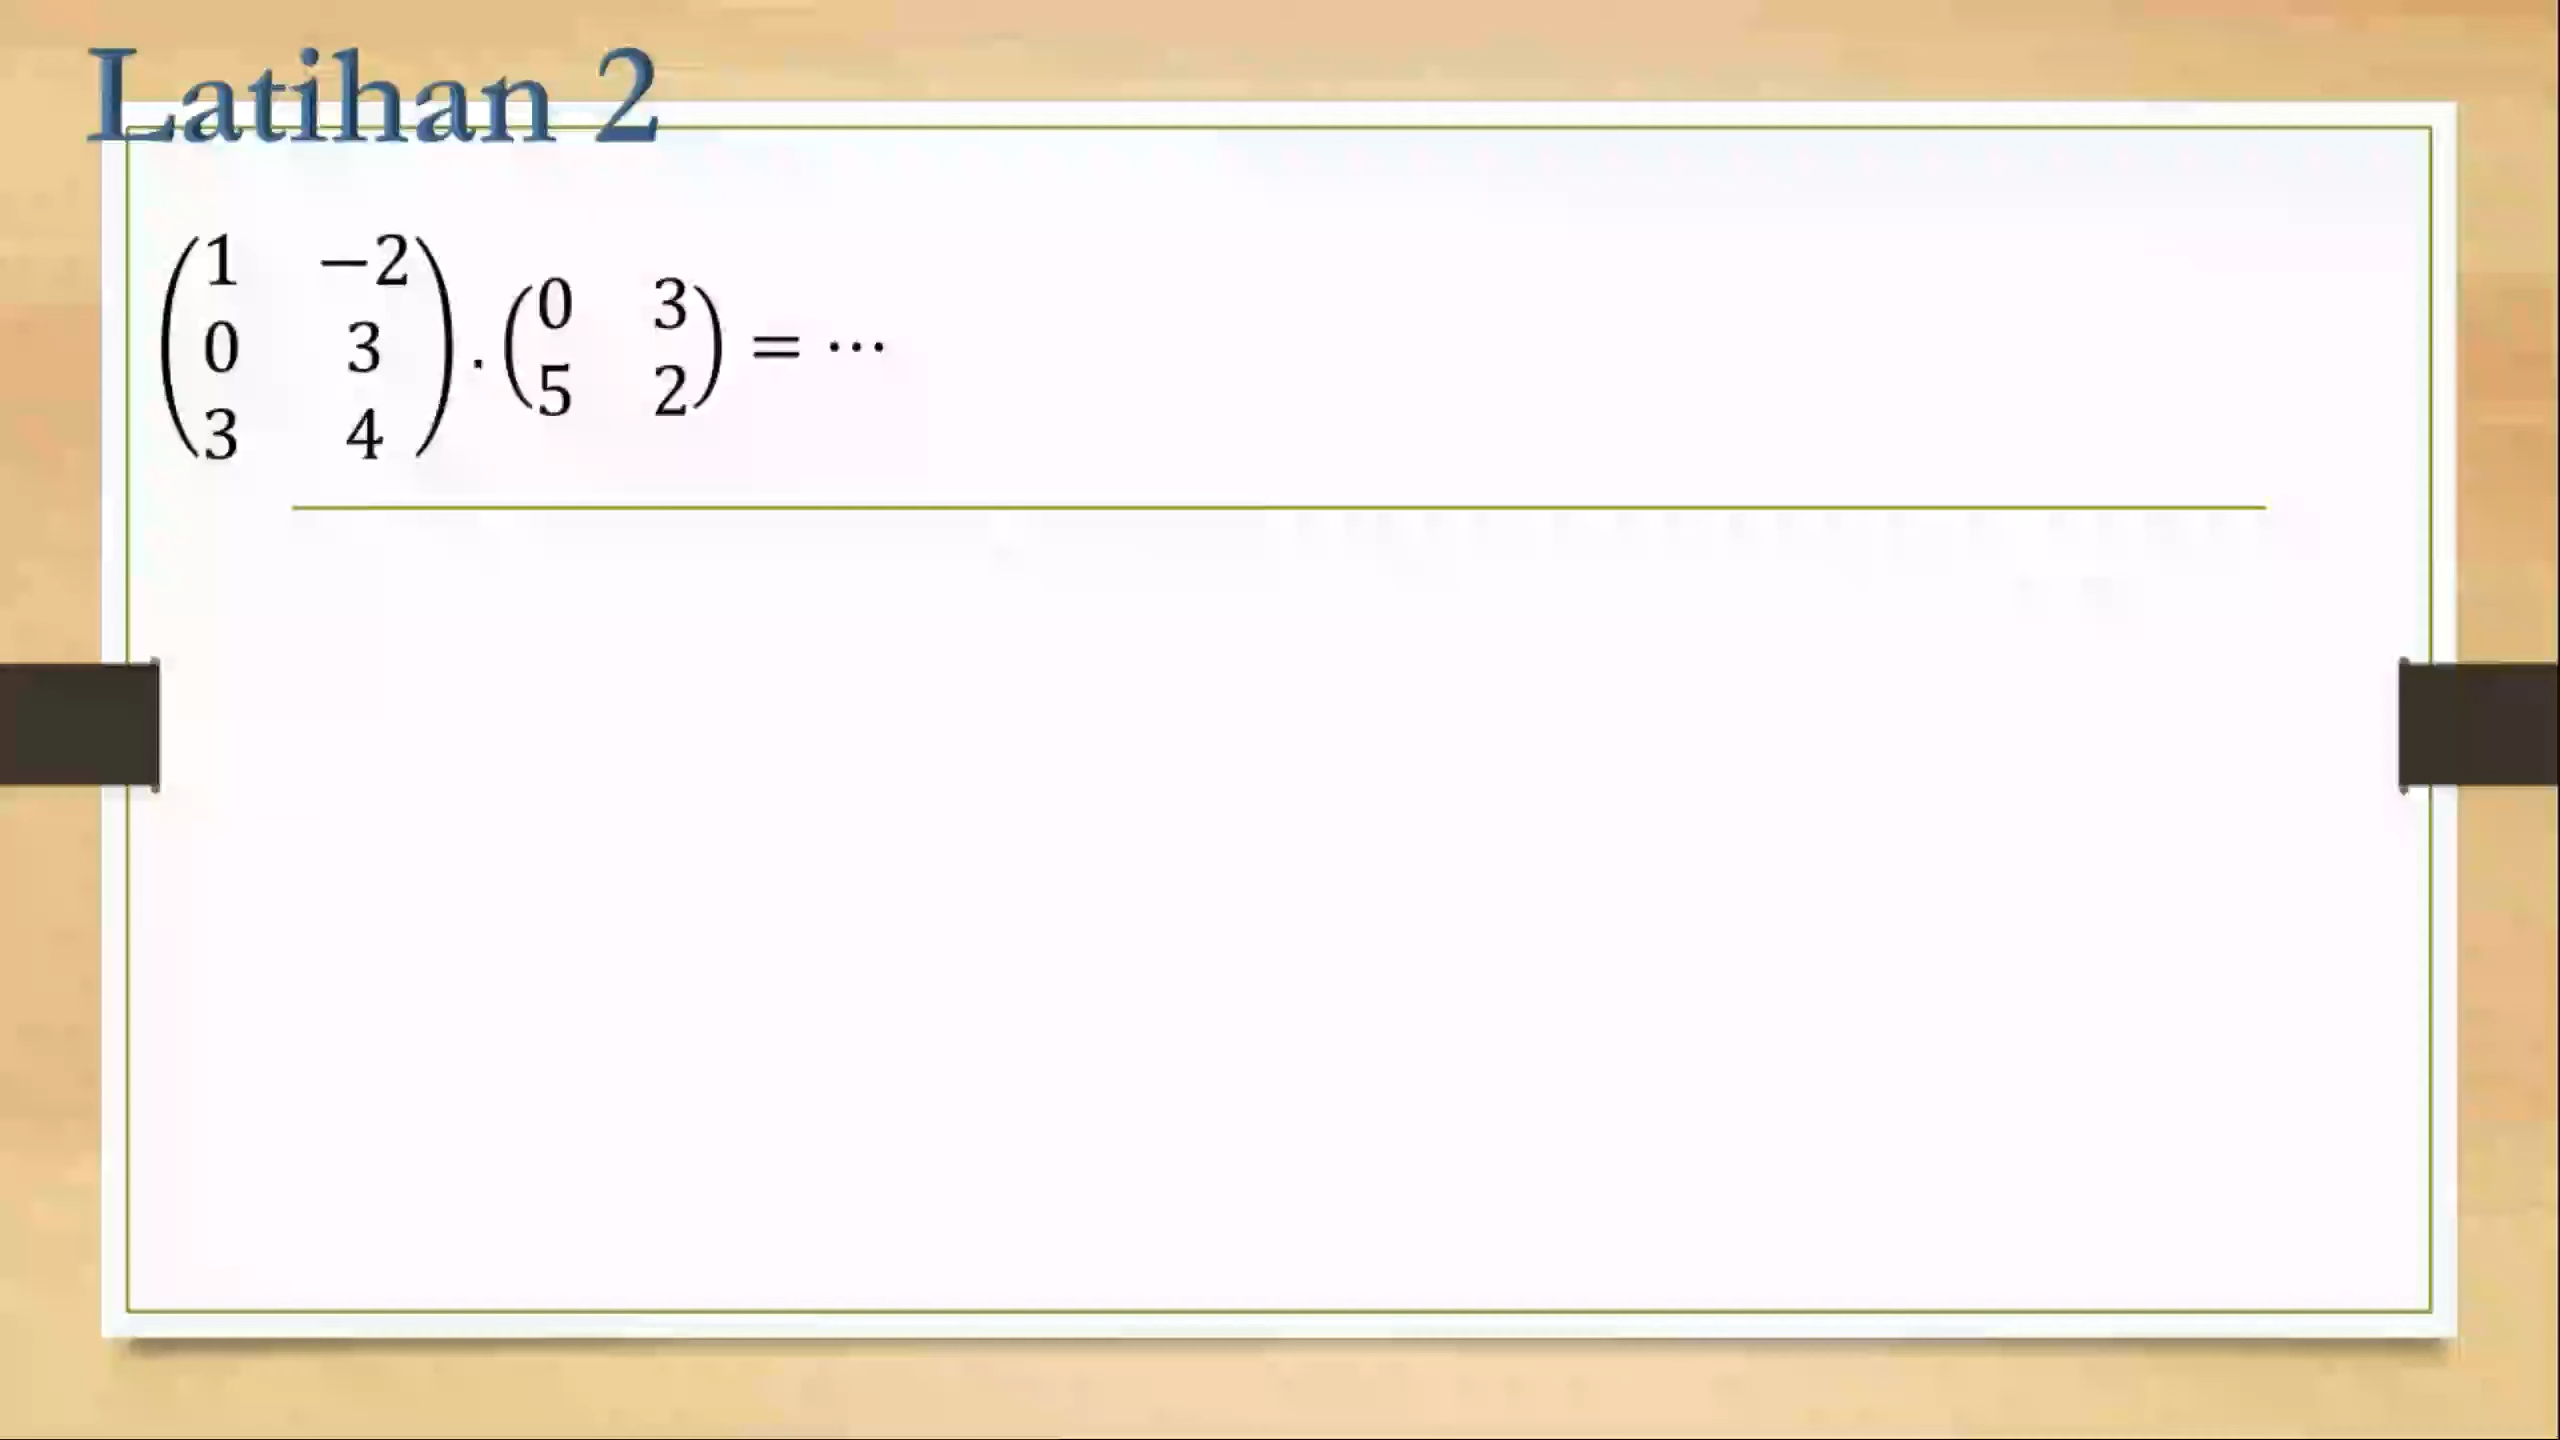 Latihan 2
(1 −2
0 3
3 4) . (0 3
5 2) = ⋯